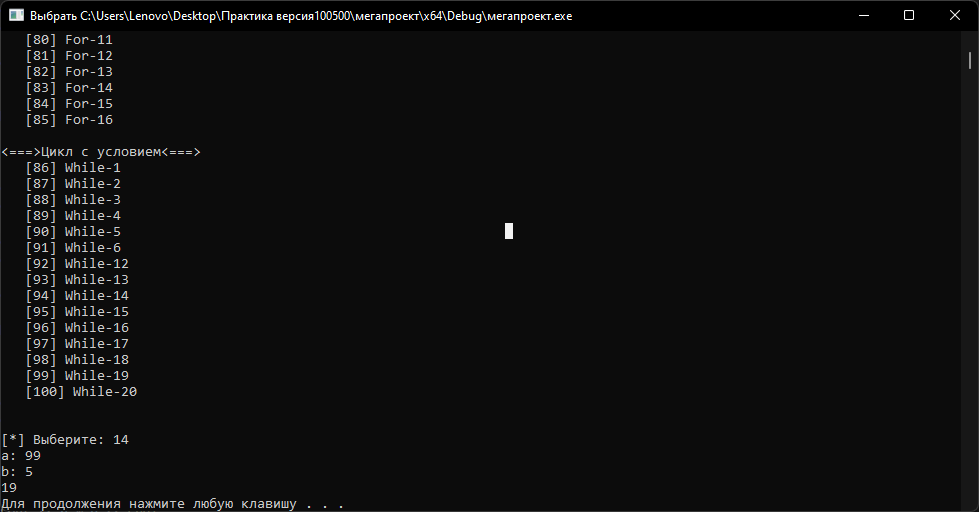 Выбрать C:\Users\Lenovo\Desktop\Практика версия100500\мегапроект\x64\Debug\мегапроект.exe
[80] For-11
[81] For-12
[82] For-13
[83] For-14
[84] For-15
[85] For-16
<===>Цикл с условием<===>
[86] While-1
[87] While-2
[88] While-3
[89] While-4
[90] While-5
[91] While-6
[92] While-12
[93] While-13
[94] While-14
[95] While-15
[96] While-16
[97] While-17
[98] While-18
[99] While-19
[100] While-20
[*] Выберите: 14
a: 99
b: 5
19
Для продолжения нажмите любую клавишу . . .